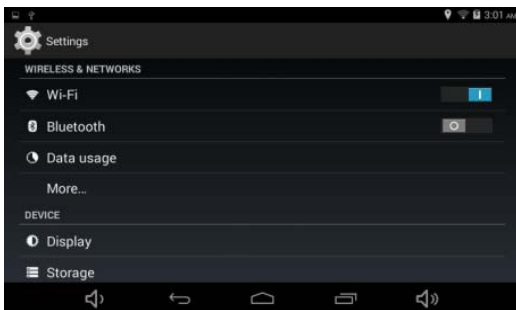 3:01 AM
Settings
WIRELESS & NETWORKS
Wi-Fi
Bluetooth
Data usage
More...
DEVICE
Display
Storage